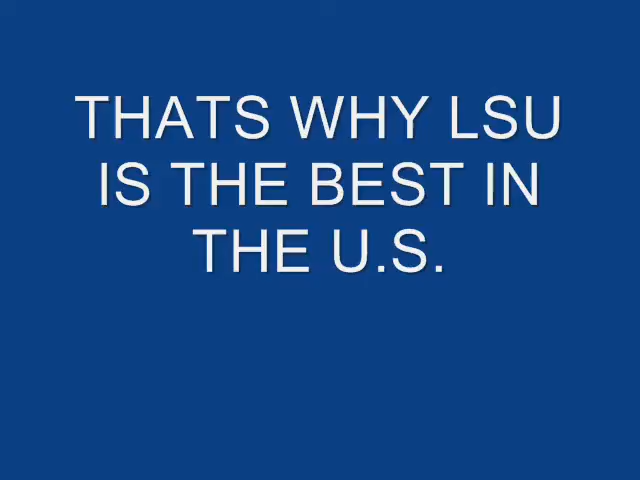 THATS WHY LSU
IS THE BEST IN
THE U.S.